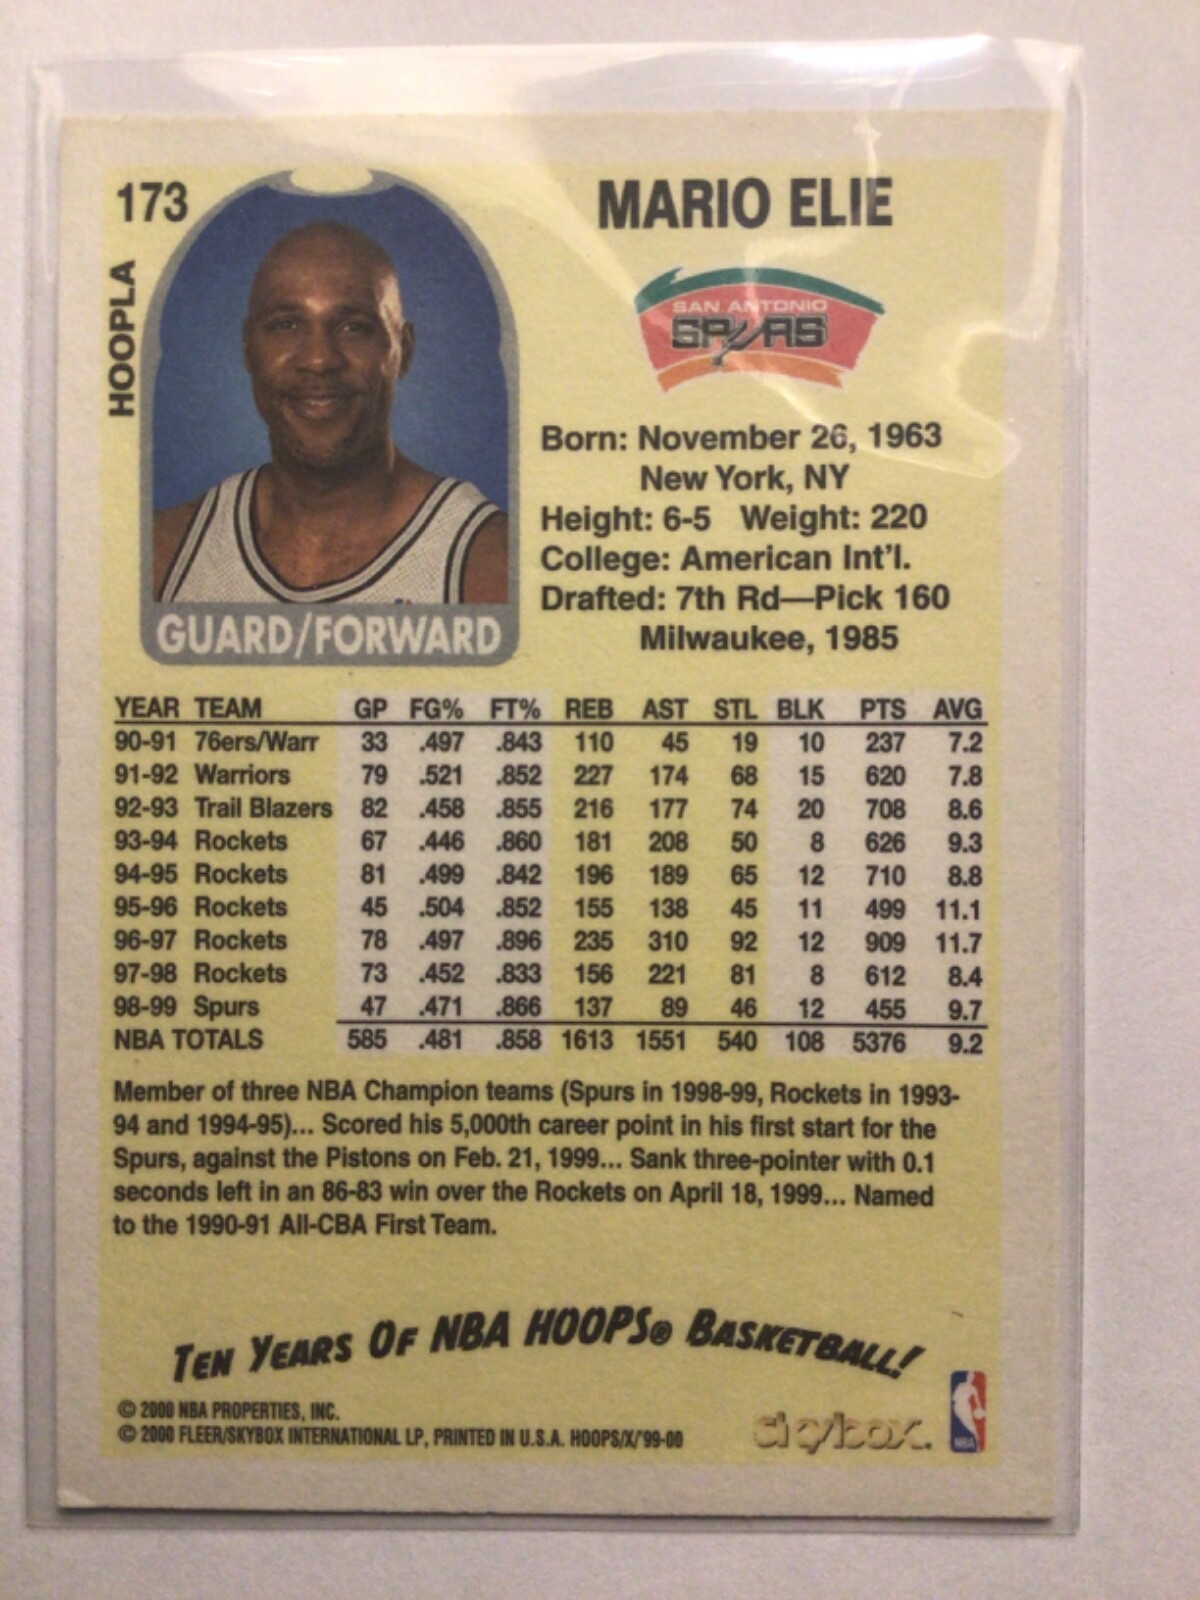 173
MARIO ELIE
HOOPLA
SAN ANTONIO
SPURS
Born: November 26, 1963
New York, NY
Height: 6-5 Weight: 220
College: American Int'l.
Drafted: 7th Rd—Pick 160
Milwaukee, 1985
GUARD/FORWARD
YEAR TEAM GP FG% FT% REB AST STL BLK PTS AVG
90-91 76ers/Warr 33 .497 .843 110 45 19 10 237 7.2
91-92 Warriors 79 .521 .852 227 174 68 15 620 7.8
92-93 Trail Blazers 82 .458 .855 216 177 74 20 708 8.6
93-94 Rockets 67 .446 .860 181 208 50 8 626 9.3
94-95 Rockets 81 .499 .842 196 189 65 12 710 8.8
95-96 Rockets 45 .504 .852 155 138 45 11 499 11.1
96-97 Rockets 78 .497 .896 235 310 92 12 909 11.7
97-98 Rockets 73 .452 .833 156 221 81 8 612 8.4
98-99 Spurs 47 .471 .866 137 89 46 12 455 9.7
NBA TOTALS 585 .481 .858 1613 1551 540 108 5376 9.2
Member of three NBA Champion teams (Spurs in 1998-99, Rockets in 1993-
94 and 1994-95)... Scored his 5,000th career point in his first start for the
Spurs, against the Pistons on Feb. 21, 1999... Sank three-pointer with 0.1
seconds left in an 86-83 win over the Rockets on April 18, 1999... Named
to the 1990-91 All-CBA First Team.
TEN YEARS OF NBA HOOPS® BASKETBALL!
© 2000 NBA PROPERTIES, INC.
© 2000 FLEER/SKYBOX INTERNATIONAL LP, PRINTED IN U.S.A. HOOPS/X/'99-00
skybox.
NBA